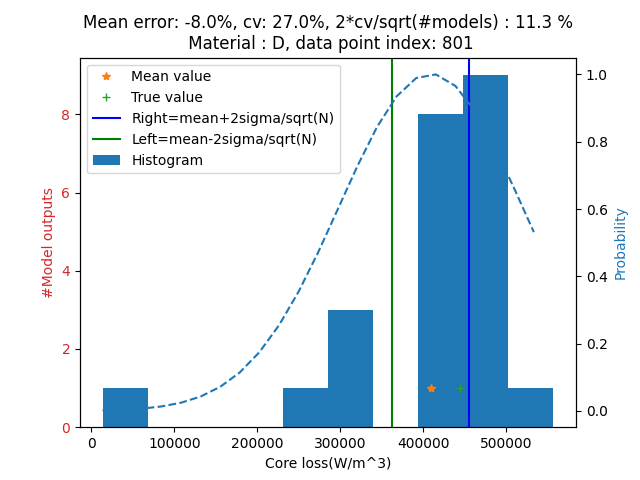 Mean error: -8.0%, cv: 27.0%, 2*cv/sqrt(#models) : 11.3 %
Material : D, data point index: 801
Mean value
True value
Right=mean+2sigma/sqrt(N)
Left=mean-2sigma/sqrt(N)
Histogram
#Model outputs
0
2
4
6
8
Probability
0.0
0.2
0.4
0.6
0.8
1.0
0 100000 200000 300000 400000 500000
Core loss(W/m^3)